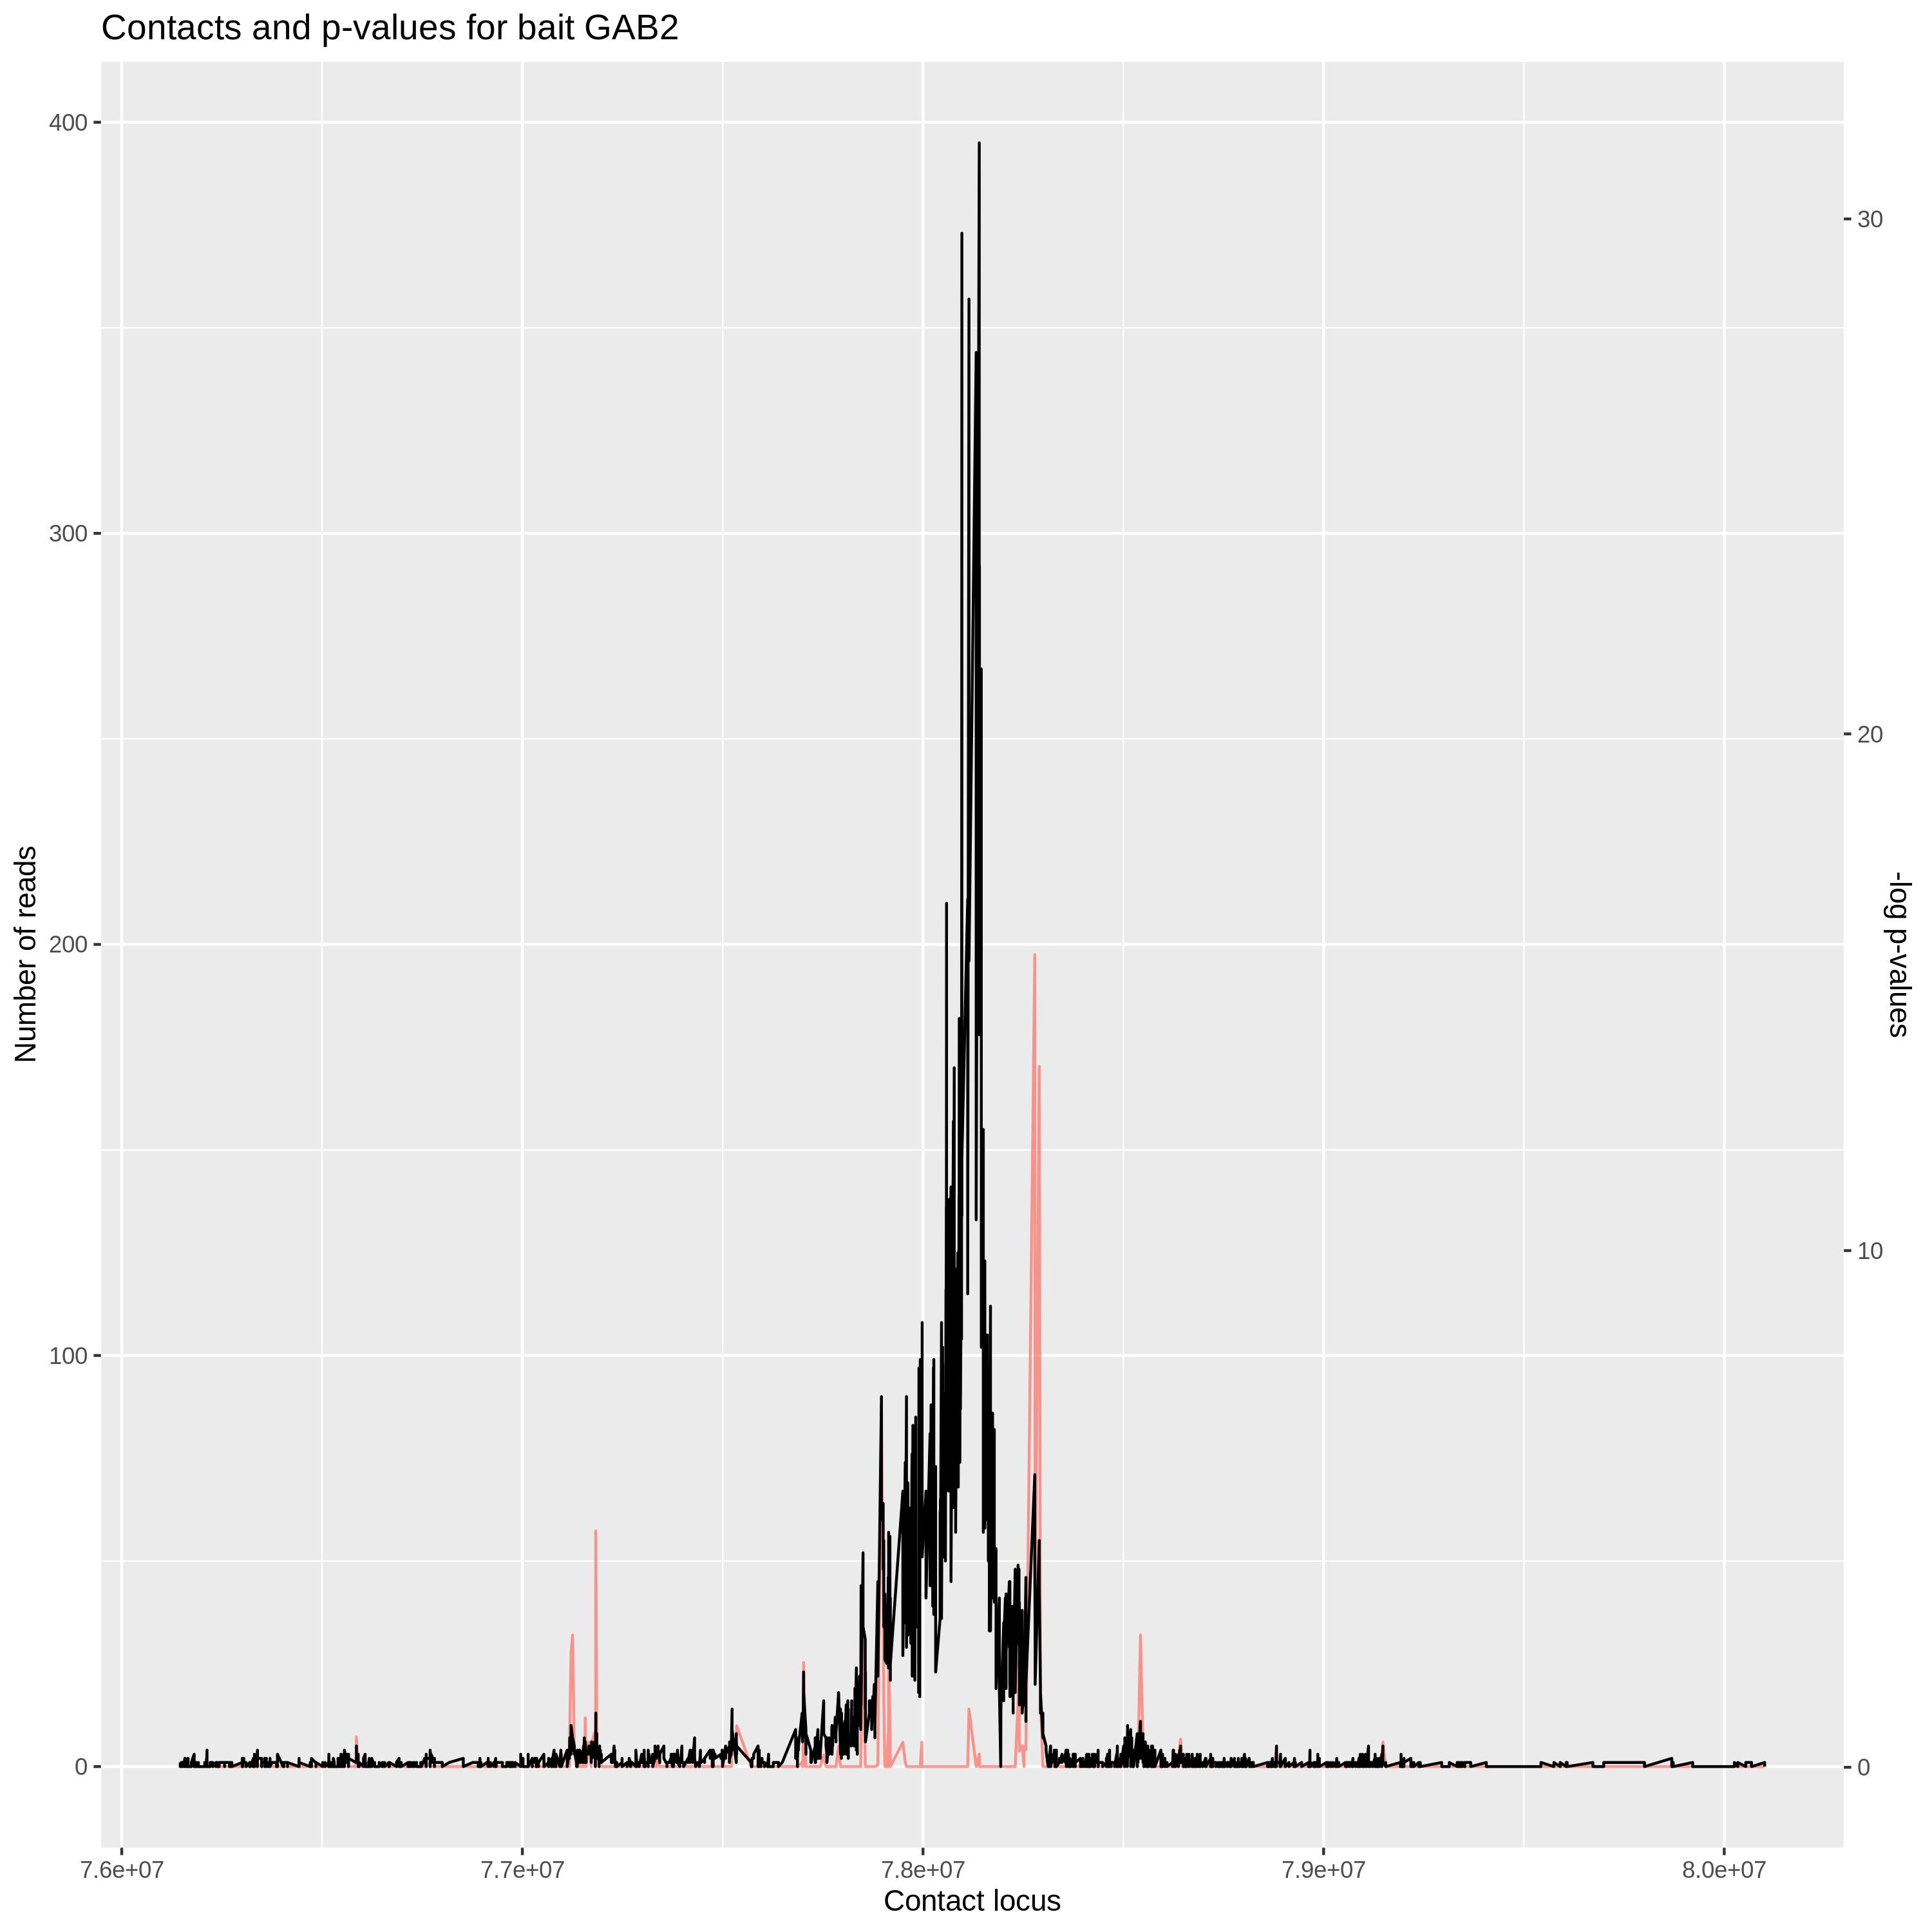 Contacts and p-values for bait GAB2
400
300
200
100
0
Number of reads
30
20
10
0
-log p-values
7.6e+07
7.7e+07
7.8e+07
7.9e+07
8.0e+07
Contact locus